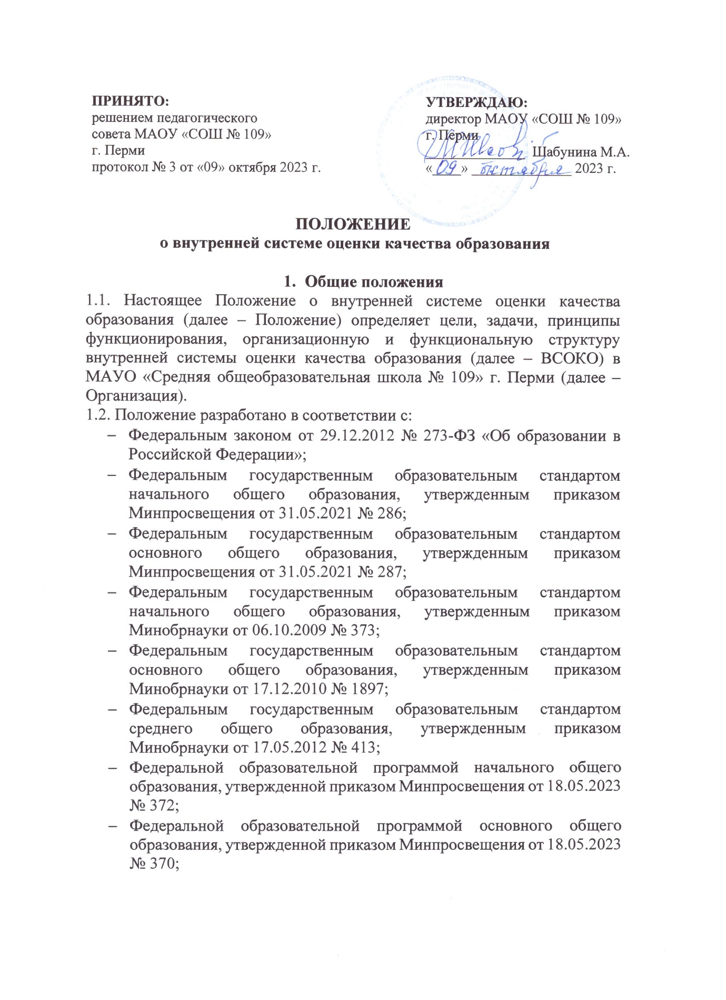 ПРИНЯТО:
решением педагогического
совета МАОУ «СОШ № 109»
г. Перми
протокол № 3 от «09» октября 2023 г.
УТВЕРЖДАЮ:
директор МАОУ «СОШ № 109»
г. Перми
Шабунина М.А.
«09» октября 2023 г.
ПОЛОЖЕНИЕ
о внутренней системе оценки качества образования
1. Общие положения
1.1. Настоящее Положение о внутренней системе оценки качества
образования (далее – Положение) определяет цели, задачи, принципы
функционирования, организационную и функциональную структуру
внутренней системы оценки качества образования (далее – ВСОКО) в
МАУО «Средняя общеобразовательная школа № 109» г. Перми (далее –
Организация).
1.2. Положение разработано в соответствии с:
– Федеральным законом от 29.12.2012 № 273-ФЗ «Об образовании в
Российской Федерации»;
– Федеральным государственным образовательным стандартом
начального общего образования, утвержденным приказом
Минпросвещения от 31.05.2021 № 286;
– Федеральным государственным образовательным стандартом
основного общего образования, утвержденным приказом
Минпросвещения от 31.05.2021 № 287;
– Федеральным государственным образовательным стандартом
начального общего образования, утвержденным приказом
Минобрнауки от 06.10.2009 № 373;
– Федеральным государственным образовательным стандартом
основного общего образования, утвержденным приказом
Минобрнауки от 17.12.2010 № 1897;
– Федеральным государственным образовательным стандартом
среднего общего образования, утвержденным приказом
Минобрнауки от 17.05.2012 № 413;
– Федеральной образовательной программой начального общего
образования, утвержденной приказом Минпросвещения от 18.05.2023
№ 372;
– Федеральной образовательной программой основного общего
образования, утвержденной приказом Минпросвещения от 18.05.2023
№ 370;